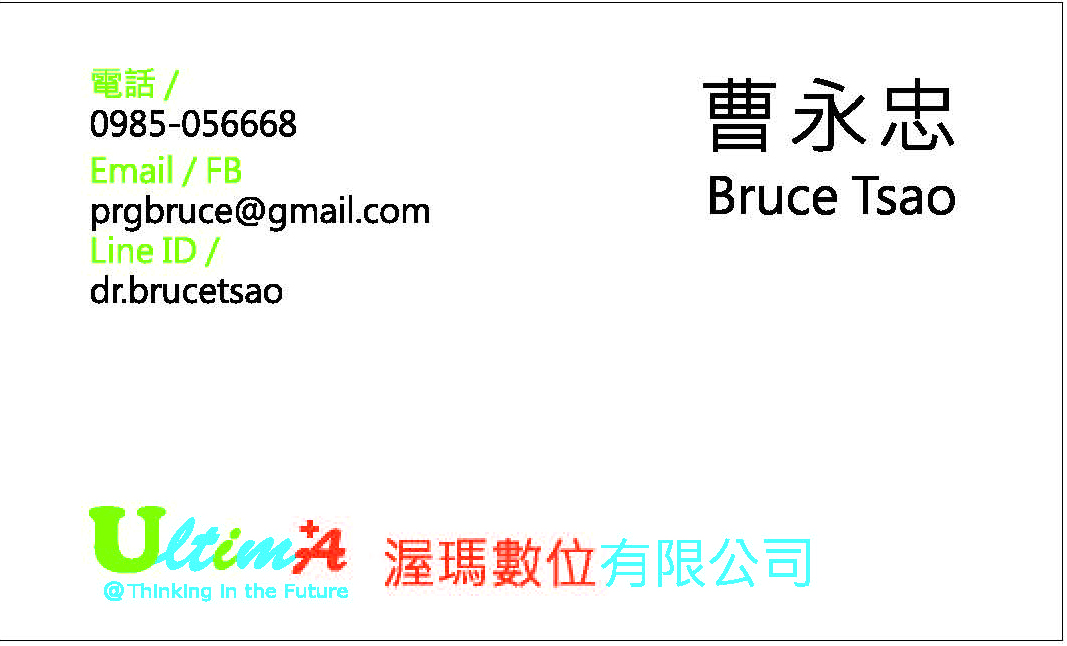 電話 /
0985-056668
Email / FB
prgbruce@gmail.com
Line ID /
dr.brucetsao
曹永忠
Bruce Tsao
UltimA+
@Thinking in the Future
渥瑪數位有限公司